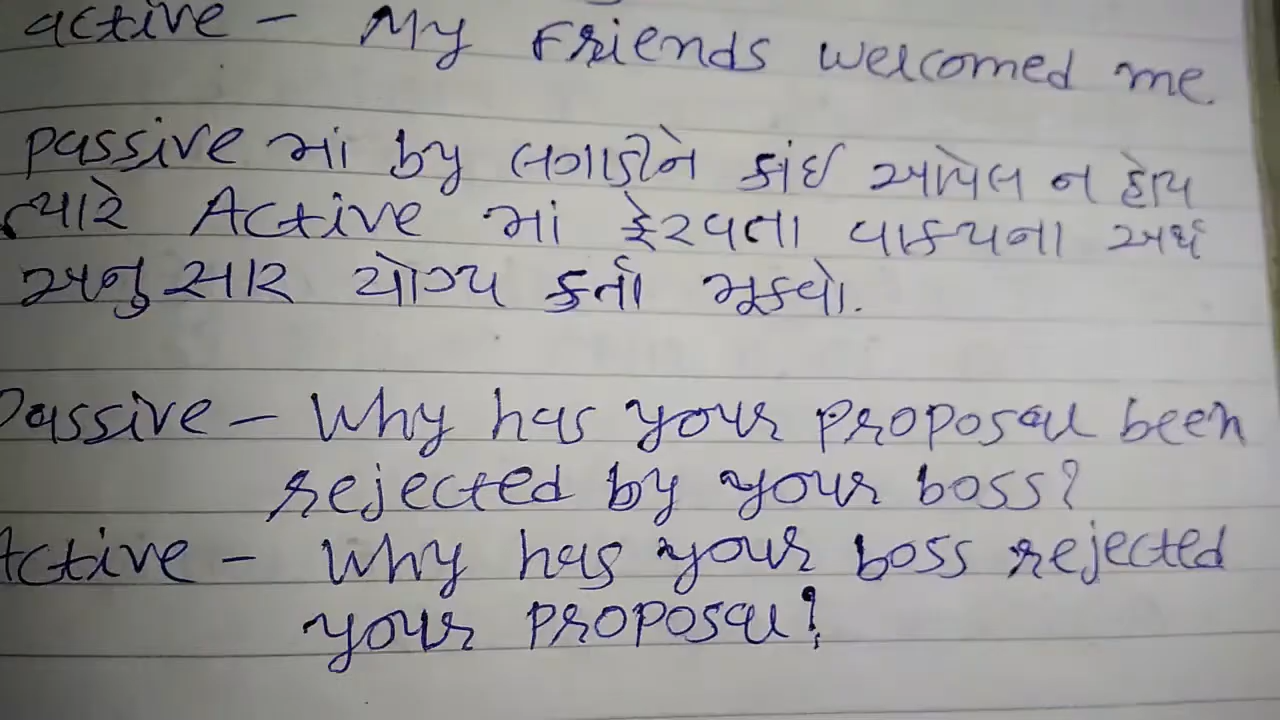 active - My Friends welcomed me
passive માં by લગાડીને કાંઈ આપેલ ન હોય
ત્યારે Active માં ફેરવતા વાક્યના અર્થ
અનુસાર યોગ્ય કર્તા મૂકવો.
Passive - Why has your proposal been
rejected by your boss?
Active - Why has your boss rejected
your proposal?